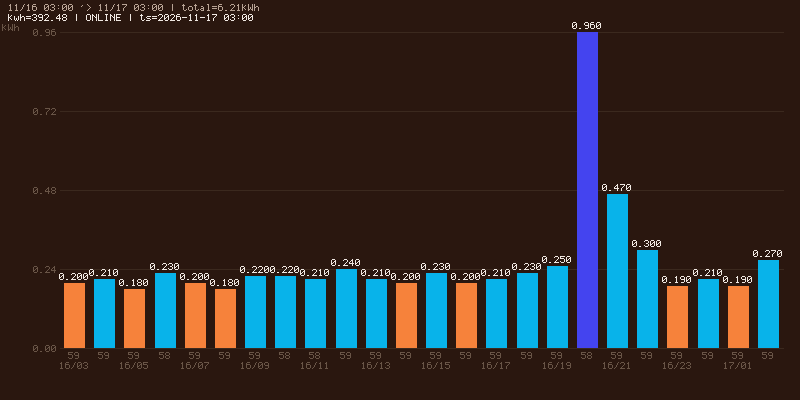 11/16 03:00 -> 11/17 03:00 | total=6.21kWh
Kwh=392.48 | ONLINE | ts=2026-11-17 03:00
kWh
0.96
0.72
0.48
0.24
0.00
0.200 0.210 0.180 0.230 0.200 0.180 0.220 0.220 0.210 0.240 0.210 0.200 0.230 0.200 0.210 0.230 0.250 0.960 0.470 0.300 0.190 0.210 0.190 0.270
59 59 59 58 59 59 59 58 58 59 59 59 59 59 59 59 59 58 59 59 59 59 59 59
16/03 16/05 16/07 16/09 16/11 16/13 16/15 16/17 16/19 16/21 16/23 17/01